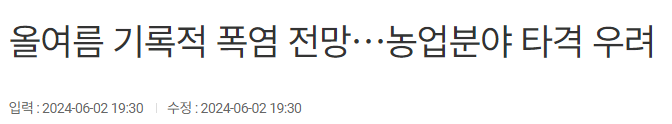 올여름 기록적 폭염 전망…농업분야 타격 우려
입력 : 2024-06-02 19:30 | 수정 : 2024-06-02 19:30